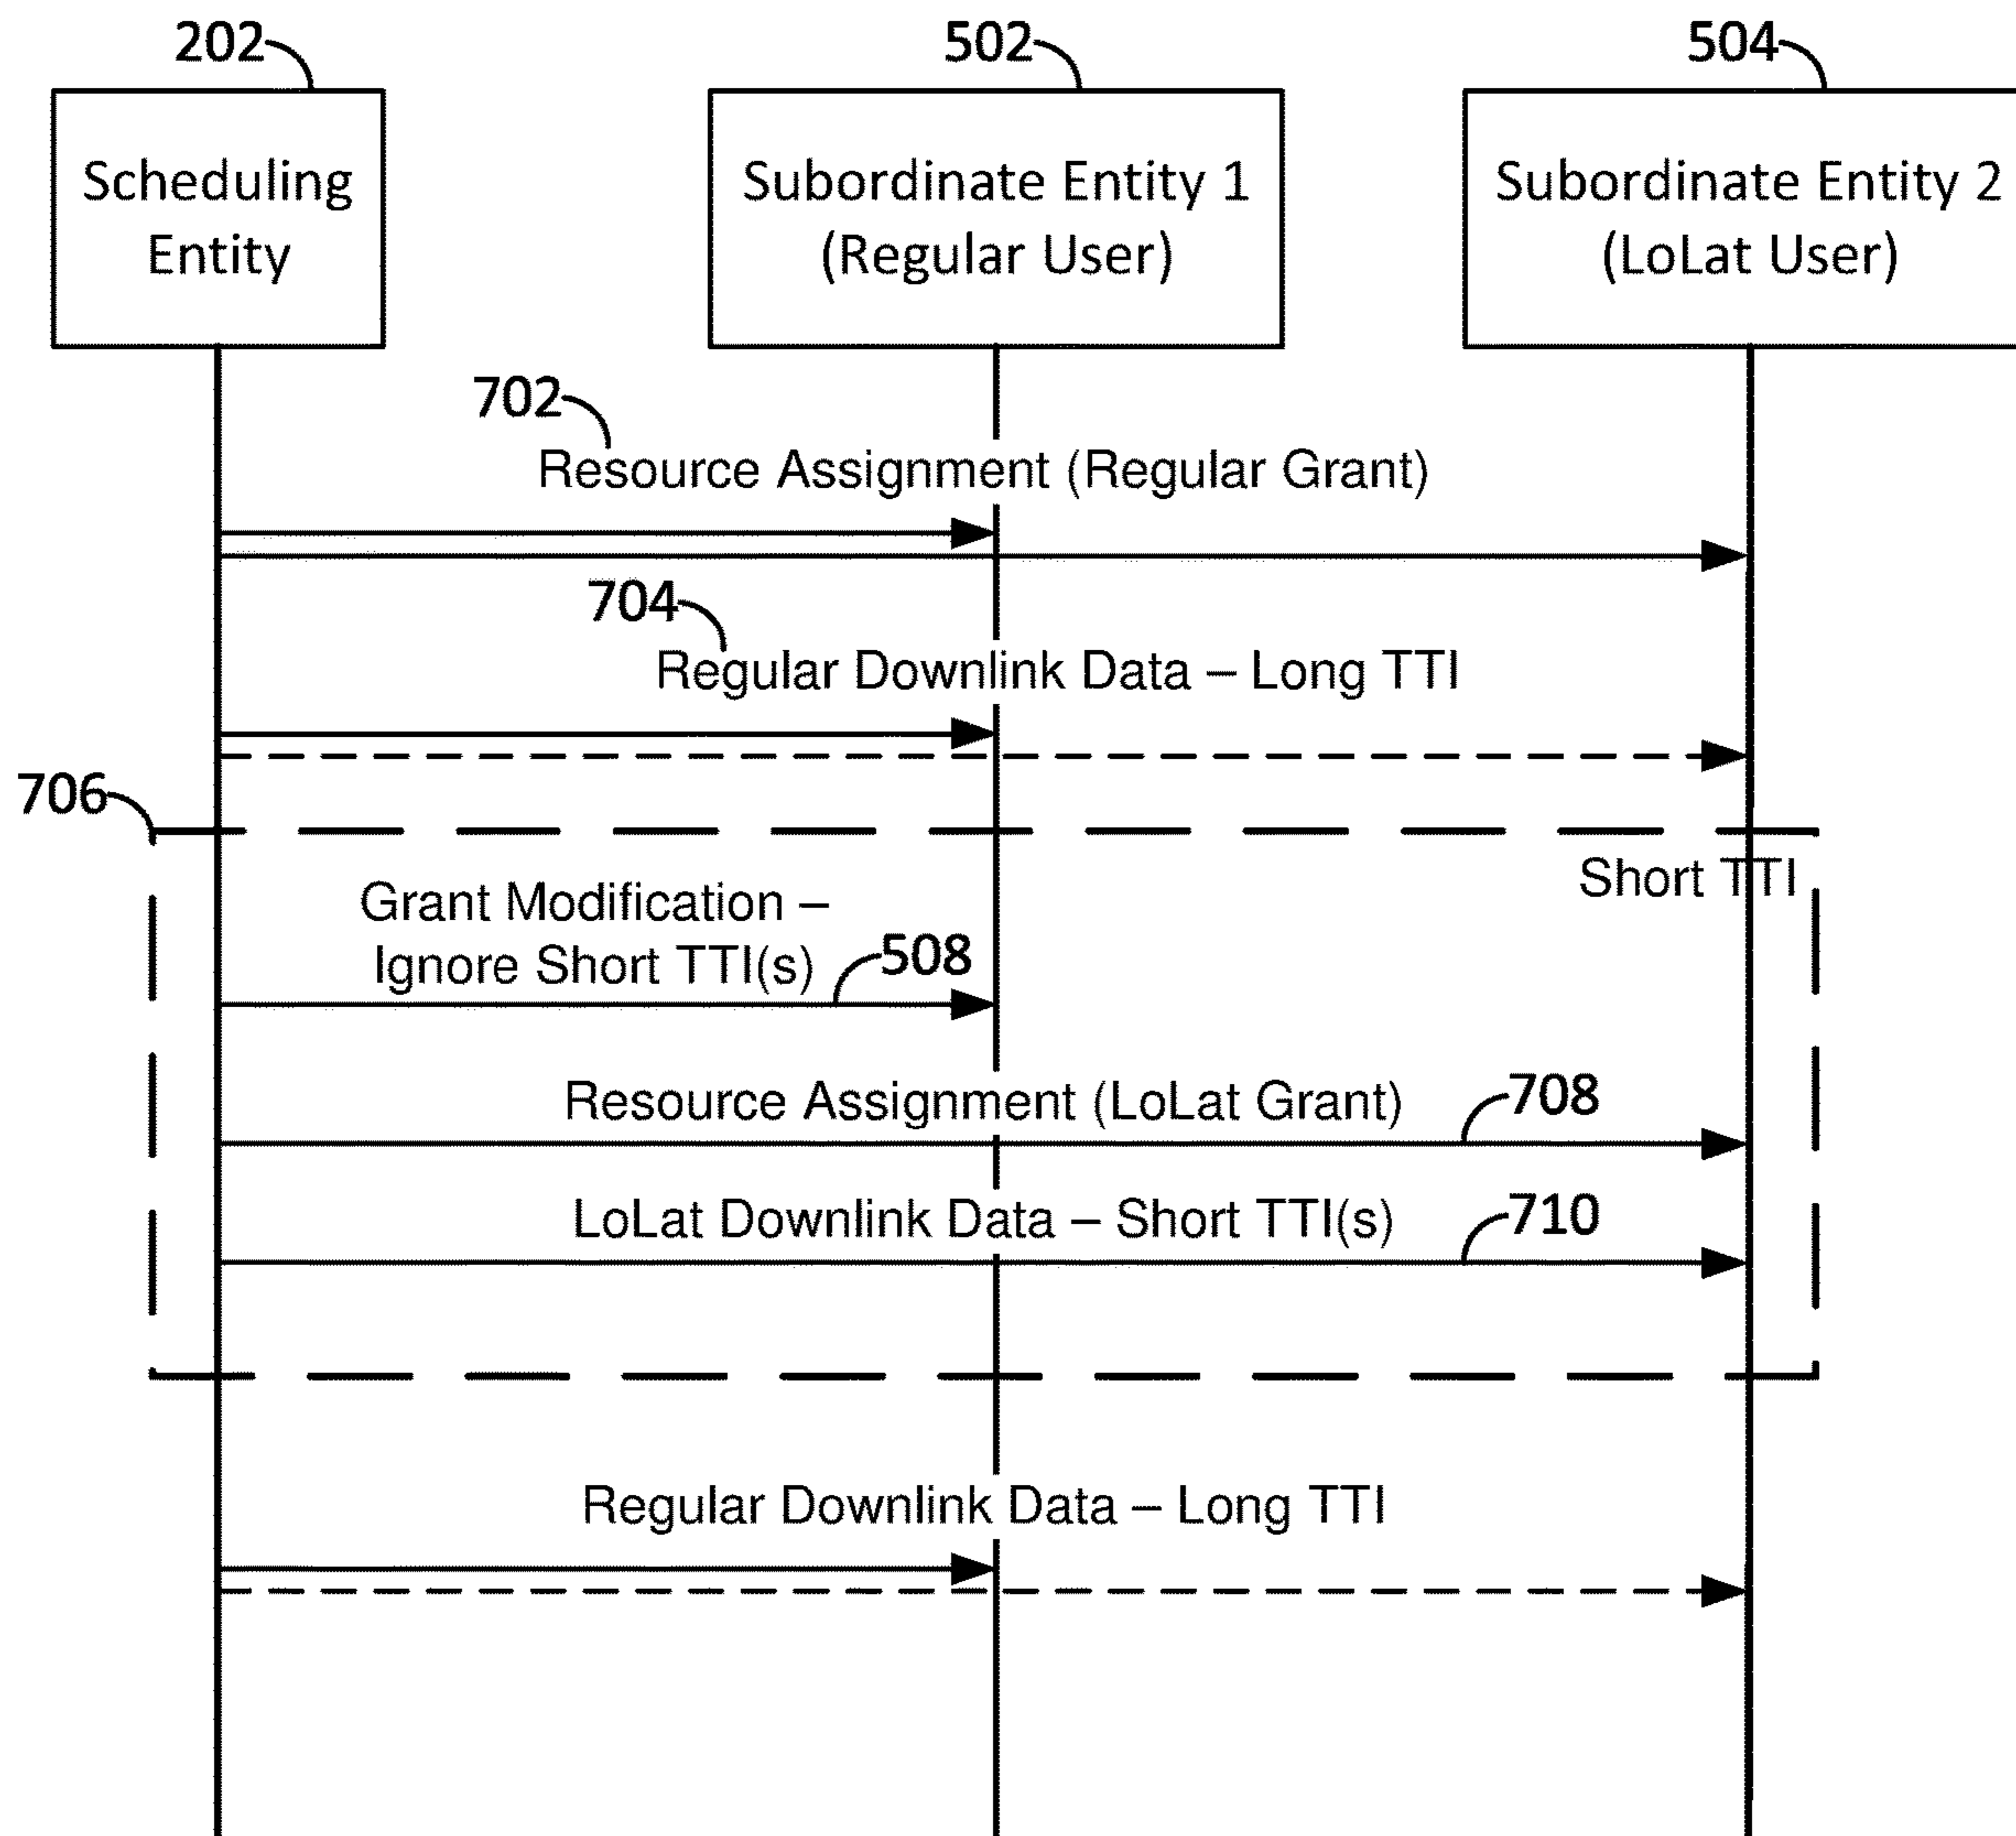 202
502
504
Scheduling
Entity
Subordinate Entity 1
(Regular User)
Subordinate Entity 2
(LoLat User)
702
Resource Assignment (Regular Grant)
704
Regular Downlink Data – Long TTI
706
Short TTI
Grant Modification –
Ignore Short TTI(s)
508
Resource Assignment (LoLat Grant)
708
LoLat Downlink Data – Short TTI(s)
710
Regular Downlink Data – Long TTI